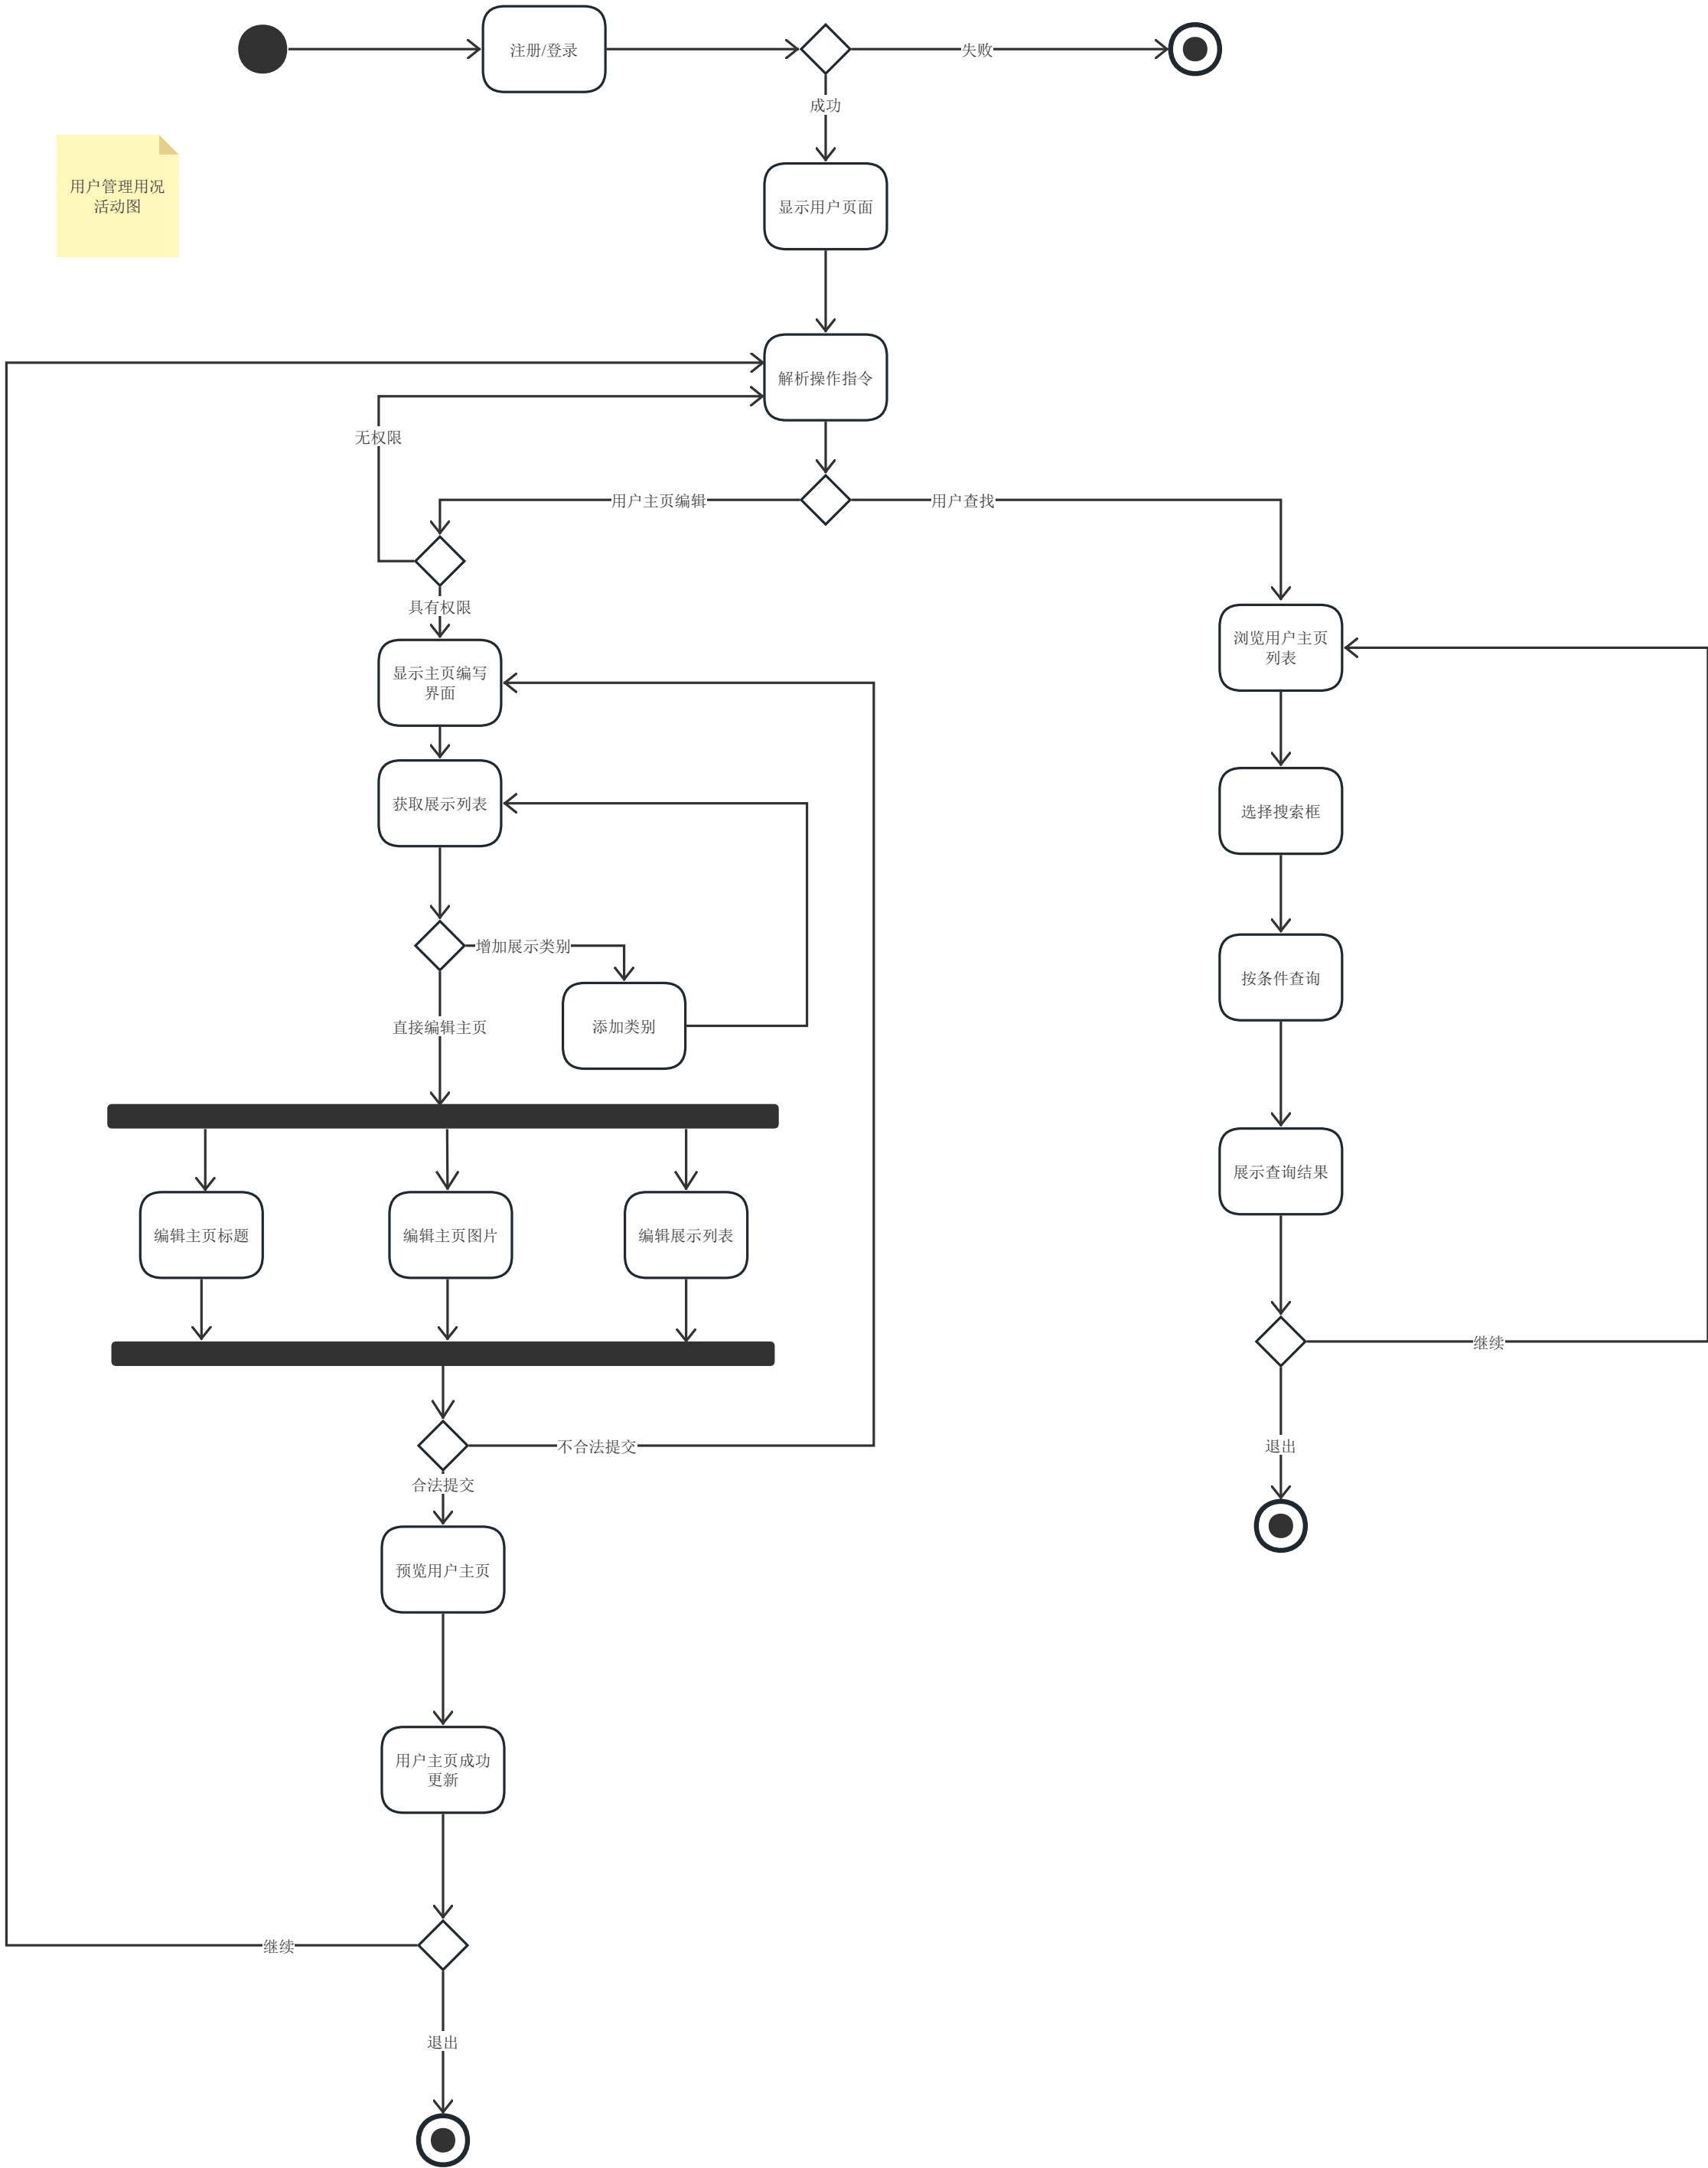 注册/登录
失败
成功
用户管理用况
活动图
显示用户页面
解析操作指令
无权限
用户主页编辑
用户查找
具有权限
浏览用户主页
列表
显示主页编写
界面
获取展示列表
选择搜索框
增加展示类别
按条件查询
添加类别
直接编辑主页
展示查询结果
编辑主页标题
编辑主页图片
编辑展示列表
继续
不合法提交
退出
合法提交
预览用户主页
用户主页成功
更新
继续
退出